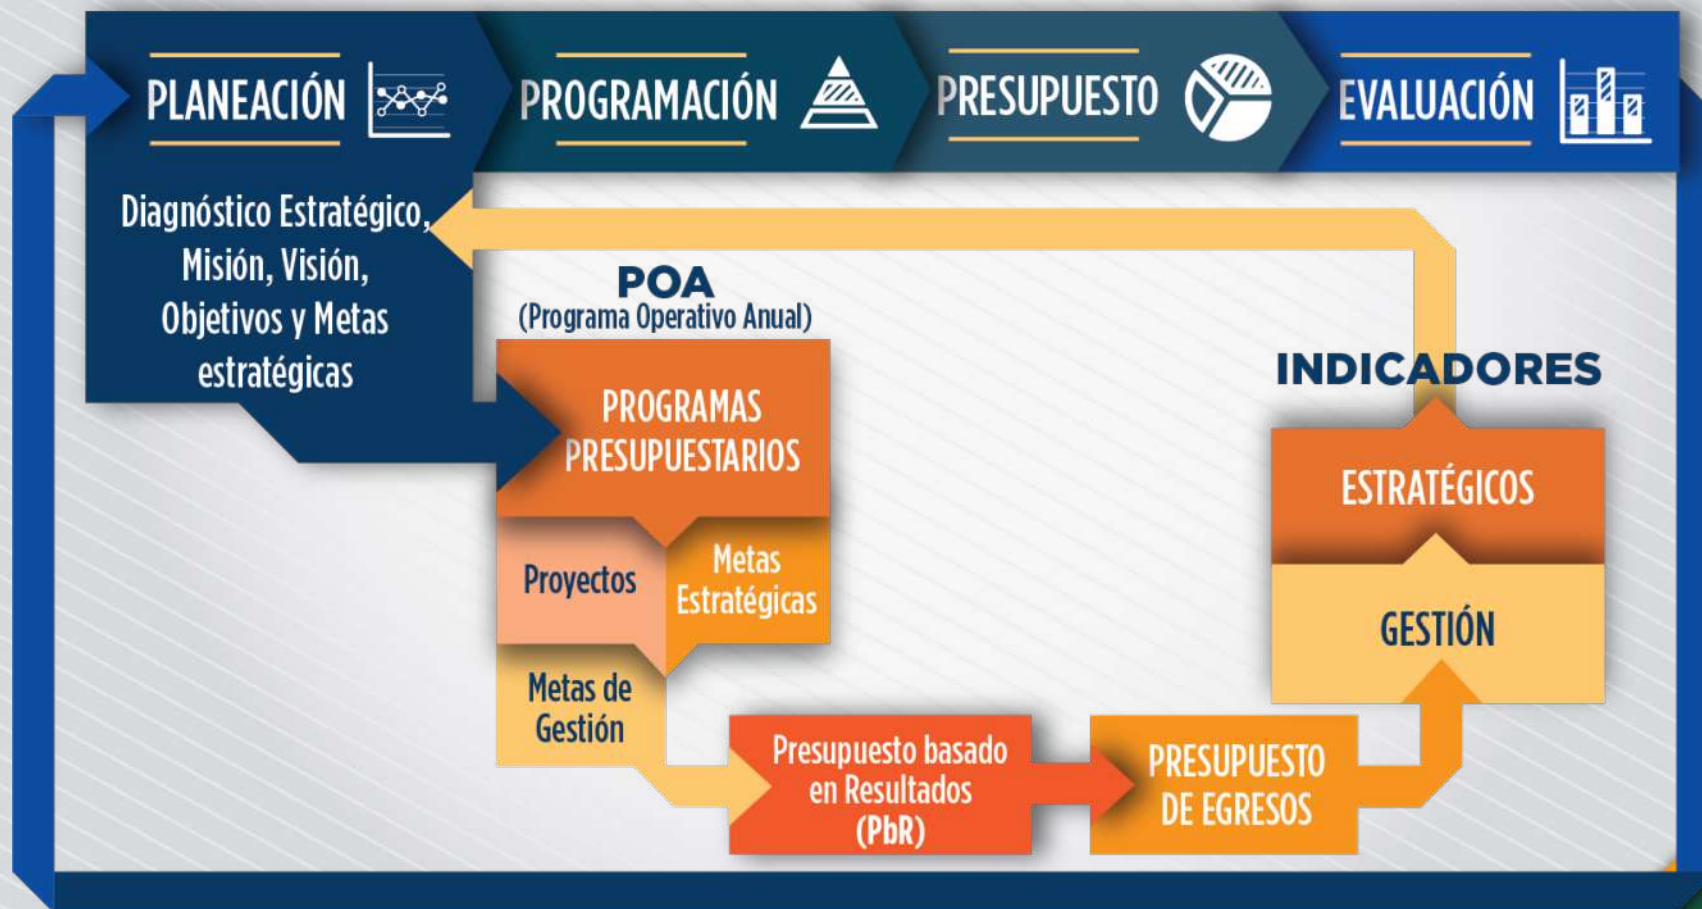 PLANEACIÓN
PROGRAMACIÓN
PRESUPUESTO
EVALUACIÓN
Diagnóstico Estratégico,
Misión, Visión,
Objetivos y Metas
estratégicas
POA
(Programa Operativo Anual)
PROGRAMAS
PRESUPUESTARIOS
Proyectos
Metas
Estratégicas
Metas de
Gestión
Presupuesto basado
en Resultados
(PbR)
PRESUPUESTO
DE EGRESOS
INDICADORES
ESTRATÉGICOS
GESTIÓN